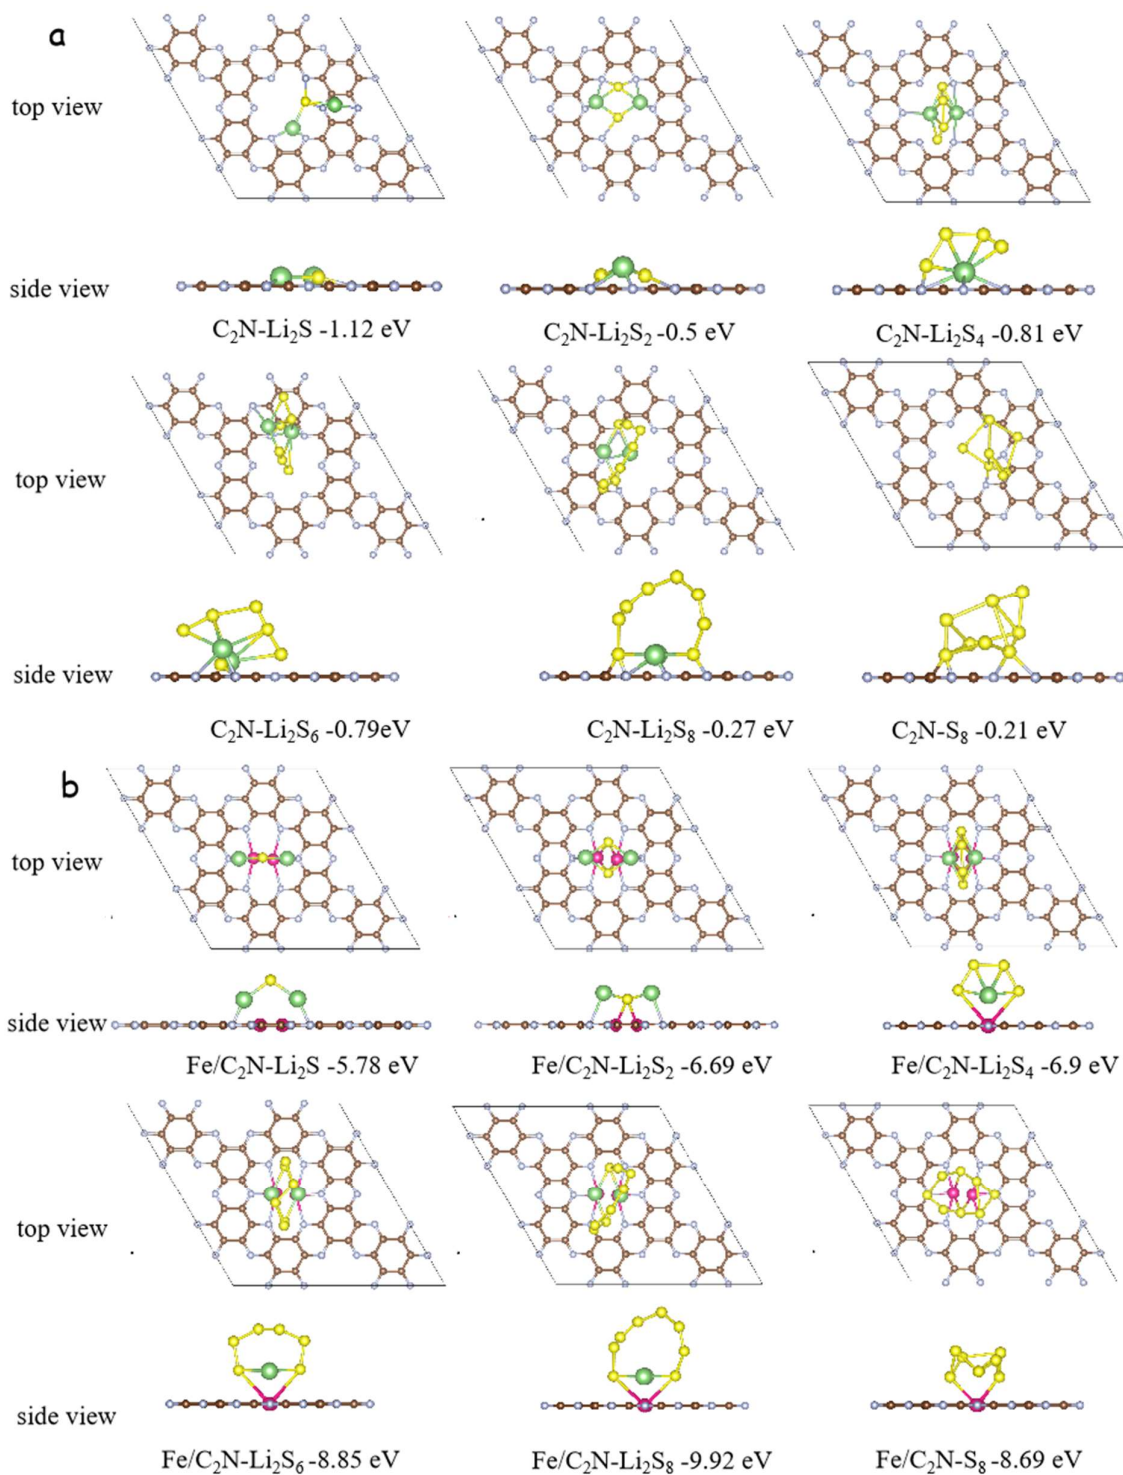 a
top view
side view
C₂N-Li₂S -1.12 eV
C₂N-Li₂S₂ -0.5 eV
C₂N-Li₂S₄ -0.81 eV
top view
side view
C₂N-Li₂S₆ -0.79eV
C₂N-Li₂S₈ -0.27 eV
C₂N-S₈ -0.21 eV
b
top view
side view
Fe/C₂N-Li₂S -5.78 eV
Fe/C₂N-Li₂S₂ -6.69 eV
Fe/C₂N-Li₂S₄ -6.9 eV
top view
side view
Fe/C₂N-Li₂S₆ -8.85 eV
Fe/C₂N-Li₂S₈ -9.92 eV
Fe/C₂N-S₈ -8.69 eV